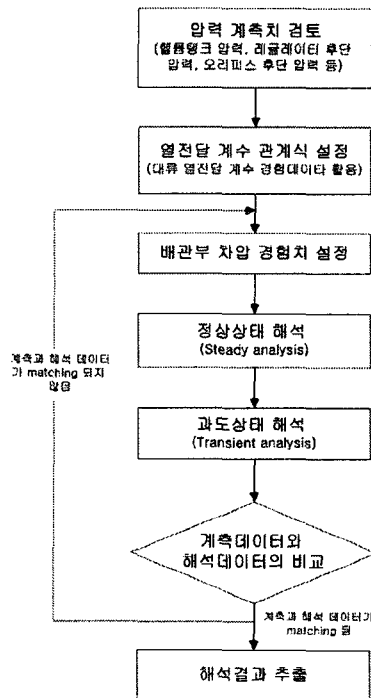 압력 계측치 검토
(헬륨탱크 압력, 레귤레이터 후단
압력, 오리피스 후단 압력 등)
열전달 계수 관계식 설정
(대류 열전달 계수 경험데이타 활용)
배관부 차압 경험치 설정
정상상태 해석
(Steady analysis)
계측과 해석 데이터
가 matching 되지
않음
과도상태 해석
(Transient analysis)
계측데이터와
해석데이터의 비교
계측과 해석 데이터가
matching 됨
해석결과 추출